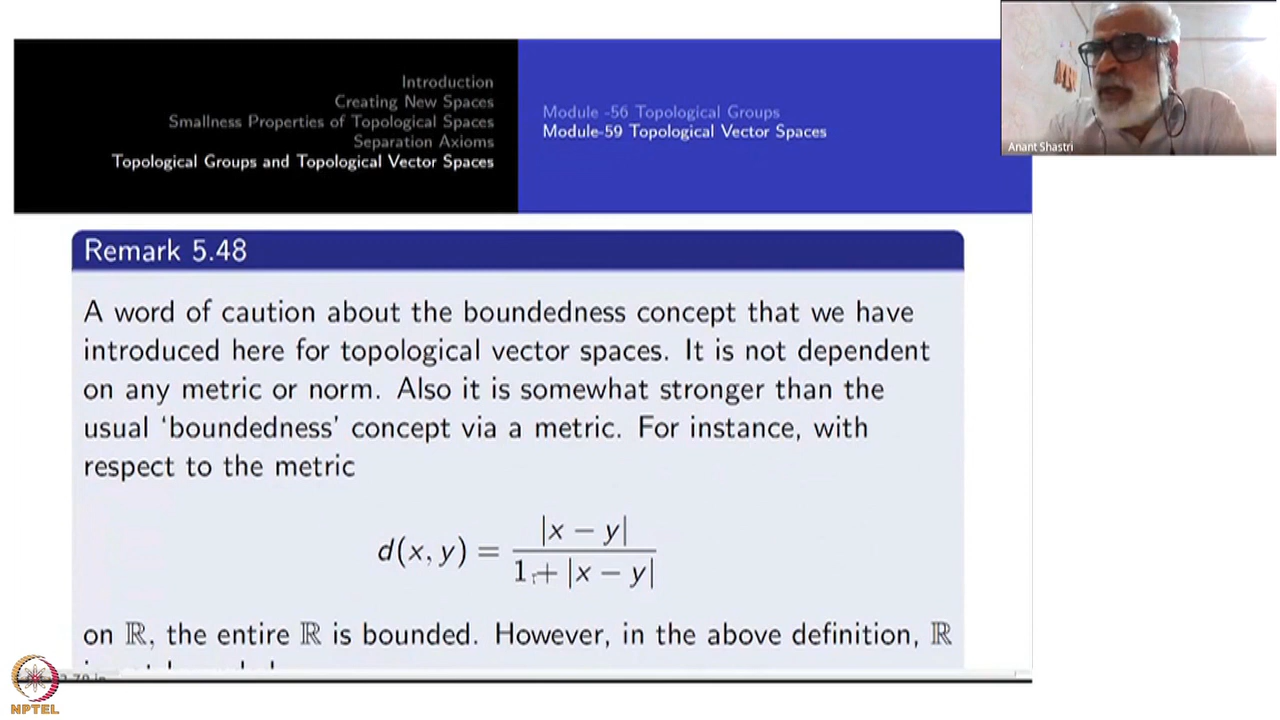 Introduction
Creating New Spaces
Smallness Properties of Topological Spaces
Separation Axioms
Topological Groups and Topological Vector Spaces
Module -56 Topological Groups
Module-59 Topological Vector Spaces
Anant Shastri
Remark 5.48
A word of caution about the boundedness concept that we have
introduced here for topological vector spaces. It is not dependent
on any metric or norm. Also it is somewhat stronger than the
usual ‘boundedness’ concept via a metric. For instance, with
respect to the metric
d(x, y) = |x − y| / 1 + |x − y|
on ℝ, the entire ℝ is bounded. However, in the above definition, ℝ
NPTEL